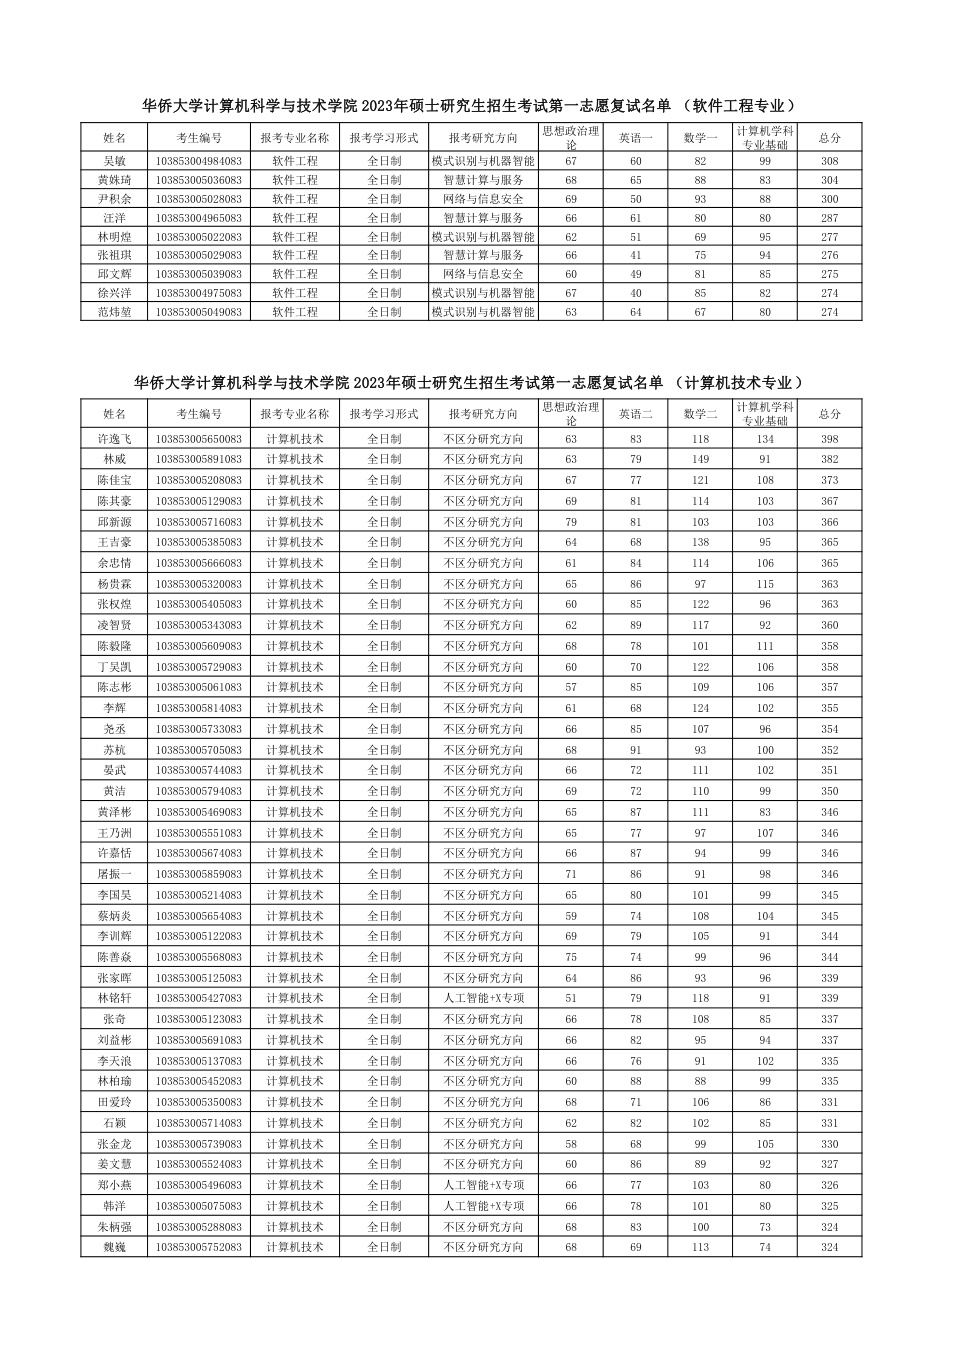 华侨大学计算机科学与技术学院 2023年硕士研究生招生考试第一志愿复试名单 （软件工程专业）
姓名 考生编号 报考专业名称 报考学习形式 报考研究方向 思想政治理论 英语一 数学一 计算机学科专业基础 总分
吴敏 103853004984083 软件工程 全日制 模式识别与机器智能 67 60 82 99 308
黄姝琦 103853005036083 软件工程 全日制 智慧计算与服务 68 65 88 83 304
尹积余 103853005028083 软件工程 全日制 网络与信息安全 69 50 93 88 300
汪洋 103853004965083 软件工程 全日制 智慧计算与服务 66 61 80 80 287
林明煌 103853005022083 软件工程 全日制 模式识别与机器智能 62 51 69 95 277
张祖琪 103853005029083 软件工程 全日制 智慧计算与服务 66 41 75 94 276
邱文辉 103853005039083 软件工程 全日制 网络与信息安全 60 49 81 85 275
徐兴洋 103853004975083 软件工程 全日制 模式识别与机器智能 67 40 85 82 274
范炜堃 103853005049083 软件工程 全日制 模式识别与机器智能 63 64 67 80 274
华侨大学计算机科学与技术学院 2023年硕士研究生招生考试第一志愿复试名单 （计算机技术专业）
姓名 考生编号 报考专业名称 报考学习形式 报考研究方向 思想政治理论 英语二 数学二 计算机学科专业基础 总分
许逸飞 103853005650083 计算机技术 全日制 不区分研究方向 63 83 118 134 398
林威 103853005891083 计算机技术 全日制 不区分研究方向 63 79 149 91 382
陈佳宝 103853005208083 计算机技术 全日制 不区分研究方向 67 77 121 108 373
陈其豪 103853005129083 计算机技术 全日制 不区分研究方向 69 81 114 103 367
邱新源 103853005716083 计算机技术 全日制 不区分研究方向 79 81 103 103 366
王吉豪 103853005385083 计算机技术 全日制 不区分研究方向 64 68 138 95 365
余忠情 103853005666083 计算机技术 全日制 不区分研究方向 61 84 114 106 365
杨贵霖 103853005320083 计算机技术 全日制 不区分研究方向 65 86 97 115 363
张权煌 103853005405083 计算机技术 全日制 不区分研究方向 60 85 122 96 363
凌智贤 103853005343083 计算机技术 全日制 不区分研究方向 62 89 117 92 360
陈毅隆 103853005609083 计算机技术 全日制 不区分研究方向 68 78 101 111 358
丁吴凯 103853005729083 计算机技术 全日制 不区分研究方向 60 70 122 106 358
陈志彬 103853005061083 计算机技术 全日制 不区分研究方向 57 85 109 106 357
李辉 103853005814083 计算机技术 全日制 不区分研究方向 61 68 124 102 355
尧丞 103853005733083 计算机技术 全日制 不区分研究方向 66 85 107 96 354
苏杭 103853005705083 计算机技术 全日制 不区分研究方向 68 91 93 100 352
晏武 103853005744083 计算机技术 全日制 不区分研究方向 66 72 111 102 351
黄洁 103853005794083 计算机技术 全日制 不区分研究方向 69 72 110 99 350
黄泽彬 103853005469083 计算机技术 全日制 不区分研究方向 65 87 111 83 346
王乃洲 103853005551083 计算机技术 全日制 不区分研究方向 65 77 97 107 346
许嘉恬 103853005674083 计算机技术 全日制 不区分研究方向 66 87 94 99 346
屠振一 103853005859083 计算机技术 全日制 不区分研究方向 71 86 91 98 346
李国昊 103853005214083 计算机技术 全日制 不区分研究方向 65 80 101 99 345
蔡炳炎 103853005654083 计算机技术 全日制 不区分研究方向 59 74 108 104 345
李训辉 103853005122083 计算机技术 全日制 不区分研究方向 69 79 105 91 344
陈善焱 103853005568083 计算机技术 全日制 不区分研究方向 75 74 99 96 344
张家晖 103853005125083 计算机技术 全日制 不区分研究方向 64 86 93 96 339
林铭轩 103853005427083 计算机技术 全日制 人工智能+X专项 51 79 118 91 339
张奇 103853005123083 计算机技术 全日制 不区分研究方向 66 78 108 85 337
刘益彬 103853005691083 计算机技术 全日制 不区分研究方向 66 82 95 94 337
李天浪 103853005137083 计算机技术 全日制 不区分研究方向 66 76 91 102 335
林柏瑜 103853005452083 计算机技术 全日制 不区分研究方向 60 88 88 99 335
田爱玲 103853005350083 计算机技术 全日制 不区分研究方向 68 71 106 86 331
石颖 103853005714083 计算机技术 全日制 不区分研究方向 62 82 102 85 331
张金龙 103853005739083 计算机技术 全日制 不区分研究方向 58 68 99 105 330
姜文慧 103853005524083 计算机技术 全日制 不区分研究方向 60 86 89 92 327
郑小燕 103853005496083 计算机技术 全日制 人工智能+X专项 66 77 103 80 326
韩洋 103853005075083 计算机技术 全日制 人工智能+X专项 66 78 101 80 325
朱柄强 103853005288083 计算机技术 全日制 不区分研究方向 68 83 100 73 324
魏巍 103853005752083 计算机技术 全日制 不区分研究方向 68 69 113 74 324